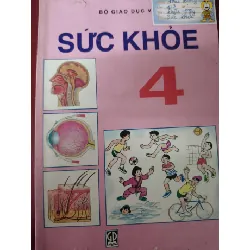 BỘ GIÁO DỤC V
SỨC KHỎE
4